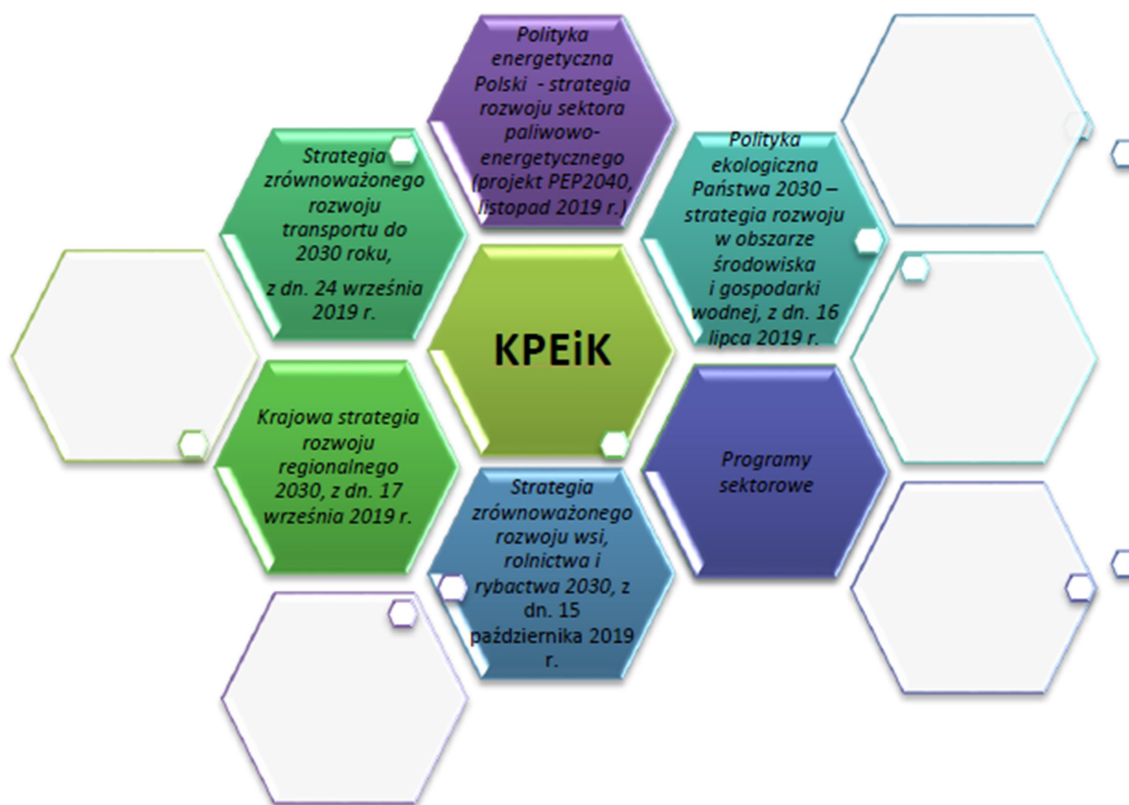 Polityka
energetyczna
Polski - strategia
rozwoju sektora
paliwowo-
energetycznego
(projekt PEP2040,
listopad 2019 r.)
Strategia
zrównoważonego
rozwoju
transportu do
2030 roku,
z dn. 24 września
2019 r.
Polityka
ekologiczna
Państwa 2030 –
strategia rozwoju
w obszarze
środowiska
i gospodarki
wodnej, z dn. 16
lipca 2019 r.
KPEiK
Krajowa strategia
rozwoju
regionalnego
2030, z dn. 17
września 2019 r.
Programy
sektorowe
Strategia
zrównoważonego
rozwoju wsi,
rolnictwa i
rybactwa 2030, z
dn. 15
października 2019
r.